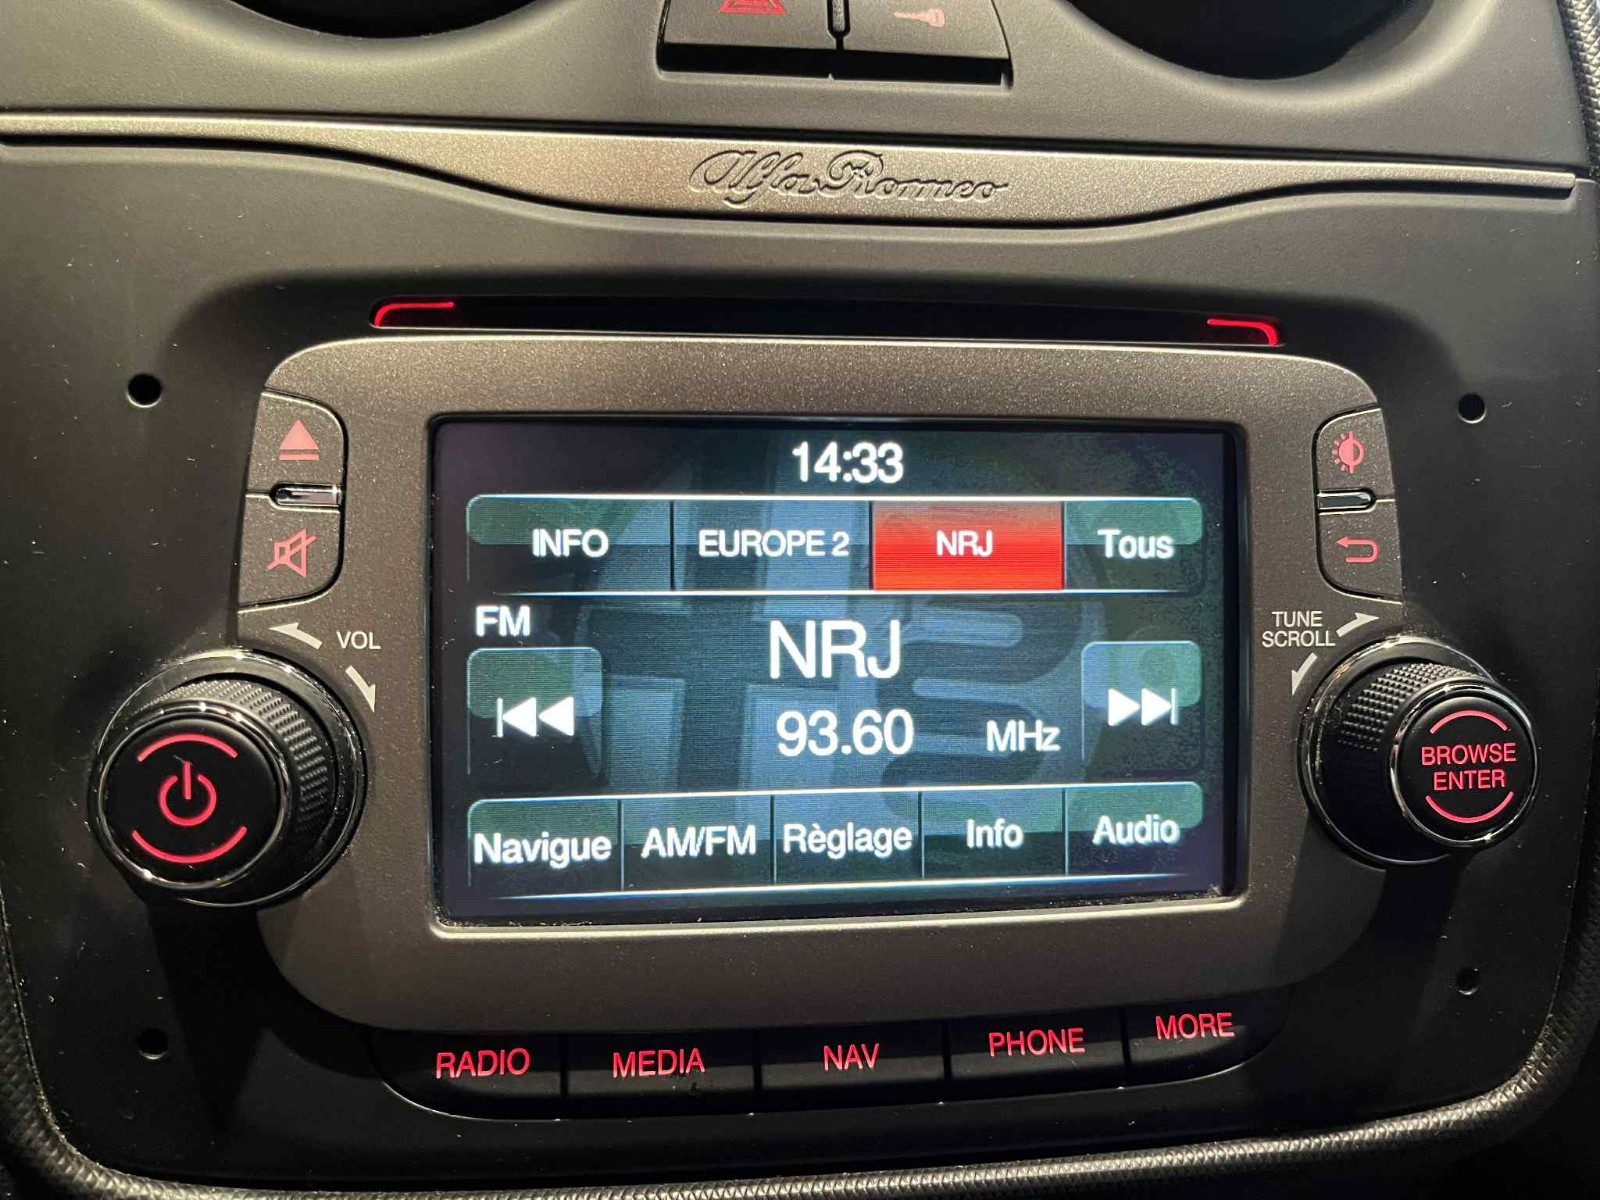 Alfa Romeo
14:33
INFO EUROPE 2 NRJ Tous
FM
NRJ
93.60 MHz
Navigue AM/FM Règlage Info Audio
VOL
TUNE
SCROLL
BROWSE
ENTER
RADIO MEDIA NAV PHONE MORE